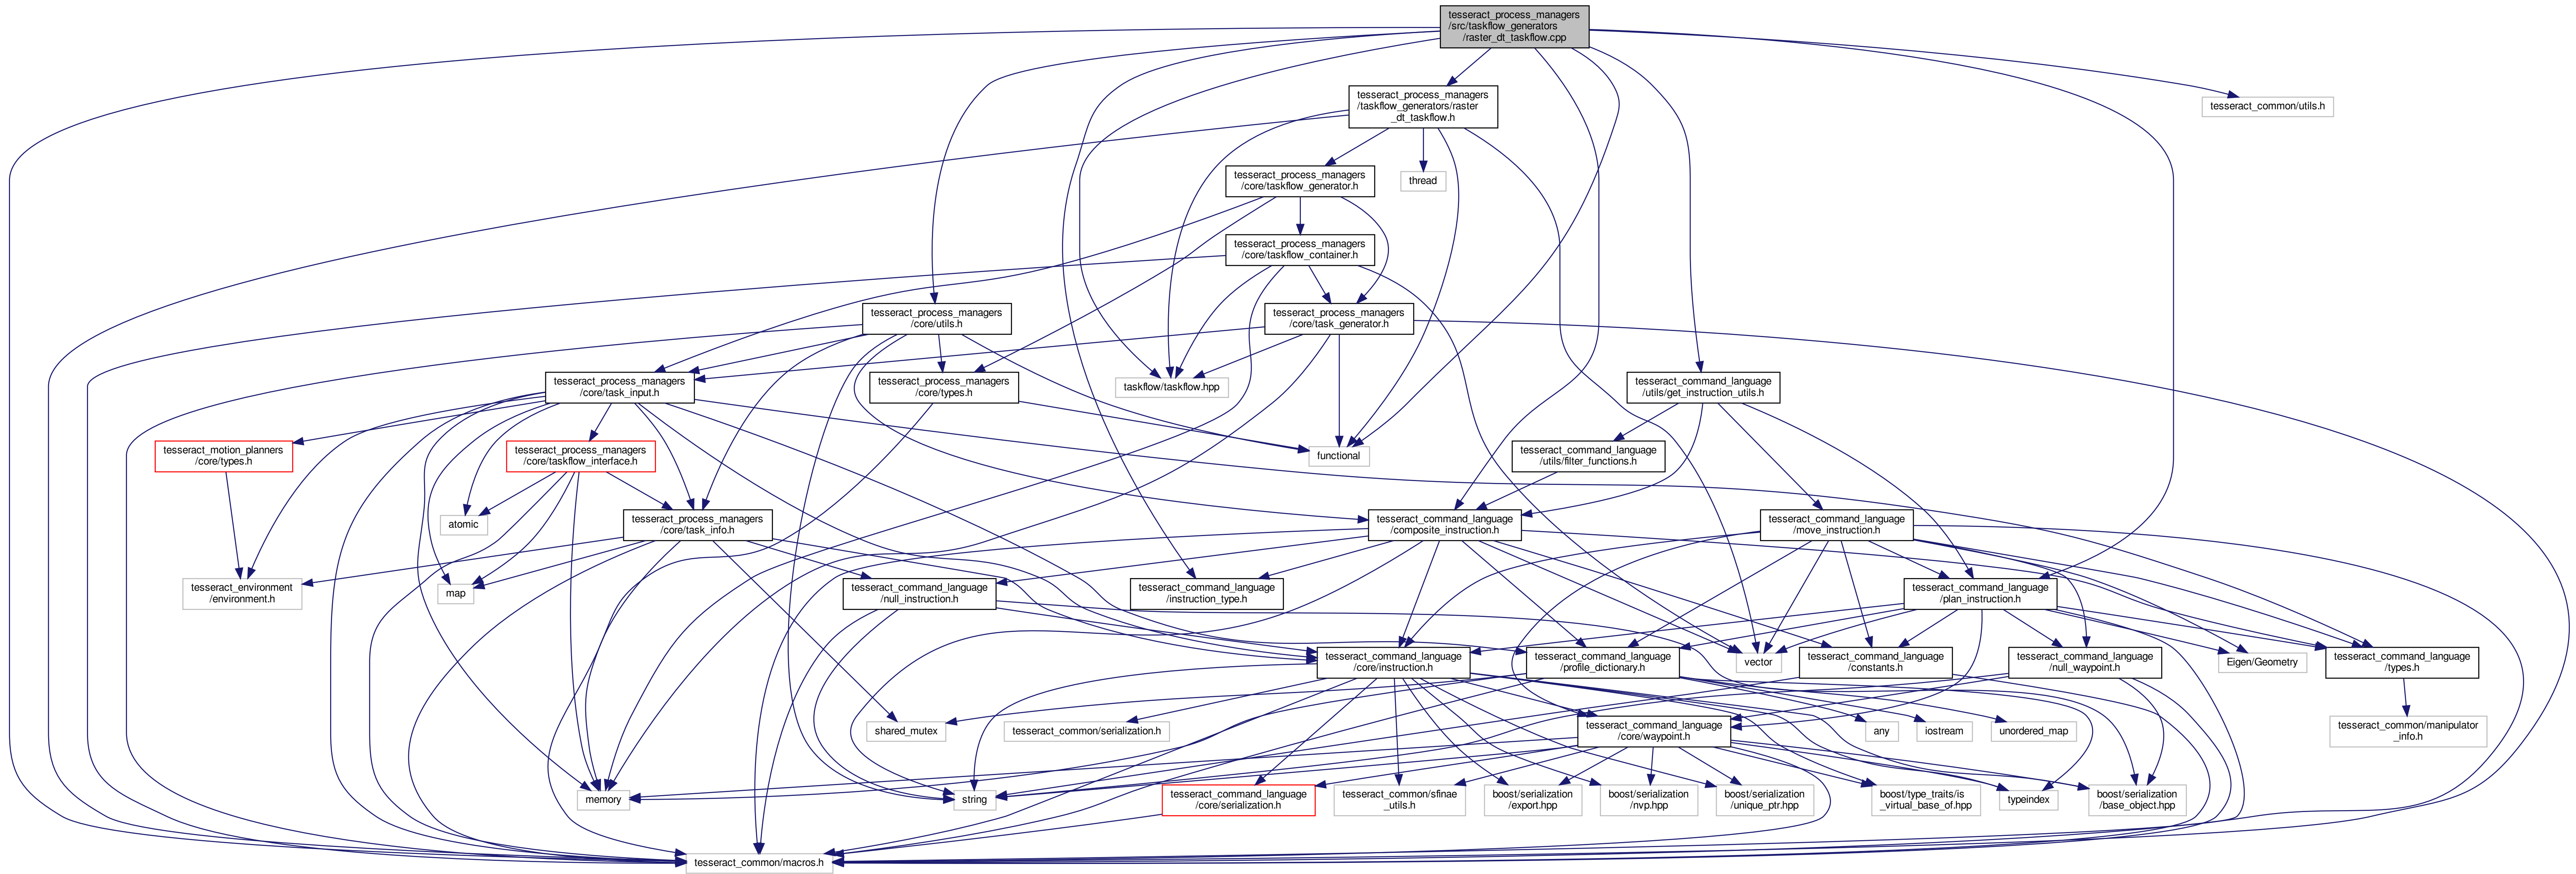 tesseract_process_managers
/src/taskflow_generators
/raster_dt_taskflow.cpp
tesseract_process_managers
/taskflow_generators/raster
_dt_taskflow.h
tesseract_common/utils.h
tesseract_process_managers
/core/taskflow_generator.h
thread
tesseract_process_managers
/core/taskflow_container.h
tesseract_process_managers
/core/utils.h
tesseract_process_managers
/core/task_generator.h
tesseract_process_managers
/core/task_input.h
tesseract_process_managers
/core/types.h
taskflow/taskflow.hpp
tesseract_command_language
/utils/get_instruction_utils.h
tesseract_motion_planners
/core/types.h
tesseract_process_managers
/core/taskflow_interface.h
functional
tesseract_command_language
/utils/filter_functions.h
atomic
tesseract_process_managers
/core/task_info.h
tesseract_command_language
/composite_instruction.h
tesseract_command_language
/move_instruction.h
tesseract_environment
/environment.h
map
tesseract_command_language
/null_instruction.h
tesseract_command_language
/instruction_type.h
tesseract_command_language
/plan_instruction.h
tesseract_command_language
/core/instruction.h
tesseract_command_language
/profile_dictionary.h
vector
tesseract_command_language
/constants.h
tesseract_command_language
/null_waypoint.h
Eigen/Geometry
tesseract_command_language
/types.h
shared_mutex
tesseract_common/serialization.h
tesseract_command_language
/core/waypoint.h
any
iostream
unordered_map
tesseract_common/manipulator
_info.h
memory
string
tesseract_command_language
/core/serialization.h
tesseract_common/sfinae
_utils.h
boost/serialization
/export.hpp
boost/serialization
/nvp.hpp
boost/serialization
/unique_ptr.hpp
boost/type_traits/is
_virtual_base_of.hpp
typeindex
boost/serialization
/base_object.hpp
tesseract_common/macros.h